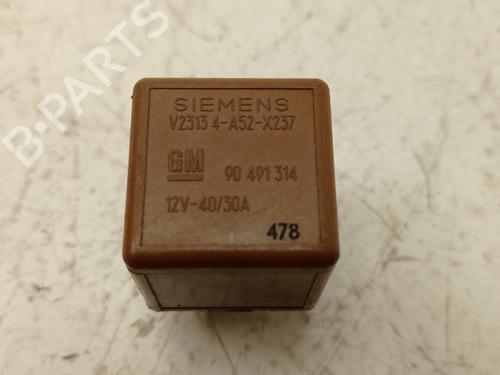 B-PARTS
SIEMENS
V23134-A52-X237
GM 90 491 314
12V-40/30A
478